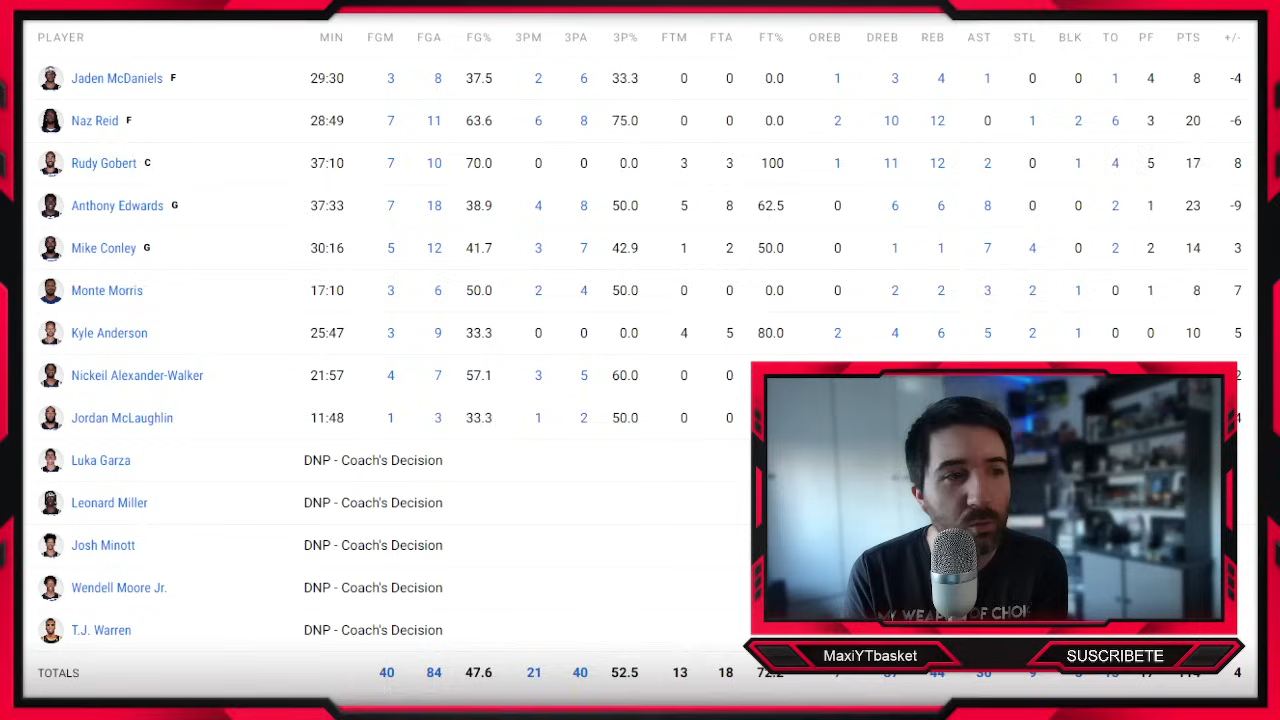 PLAYER MIN FGM FGA FG% 3PM 3PA 3P% FTM FTA FT% OREB DREB REB AST STL BLK TO PF PTS +/-
Jaden McDaniels F 29:30 3 8 37.5 2 6 33.3 0 0 0.0 1 3 4 1 0 0 1 4 8 -4
Naz Reid F 28:49 7 11 63.6 6 8 75.0 0 0 0.0 2 10 12 0 1 2 6 3 20 -6
Rudy Gobert C 37:10 7 10 70.0 0 0 0.0 3 3 100 1 11 12 2 0 1 4 5 17 8
Anthony Edwards G 37:33 7 18 38.9 4 8 50.0 5 8 62.5 0 6 6 8 0 0 2 1 23 -9
Mike Conley G 30:16 5 12 41.7 3 7 42.9 1 2 50.0 0 1 1 7 4 0 2 2 14 3
Monte Morris 17:10 3 6 50.0 2 4 50.0 0 0 0.0 0 2 2 3 2 1 0 1 8 7
Kyle Anderson 25:47 3 9 33.3 0 0 0.0 4 5 80.0 2 4 6 5 2 1 0 0 10 5
Nickeil Alexander-Walker 21:57 4 7 57.1 3 5 60.0 0 0
Jordan McLaughlin 11:48 1 3 33.3 1 2 50.0 0 0
Luka Garza DNP - Coach's Decision
Leonard Miller DNP - Coach's Decision
Josh Minott DNP - Coach's Decision
Wendell Moore Jr. DNP - Coach's Decision
T.J. Warren DNP - Coach's Decision
MY OF
MaxiYTbasket SUSCRIBETE
TOTALS 40 84 47.6 21 40 52.5 13 18 4